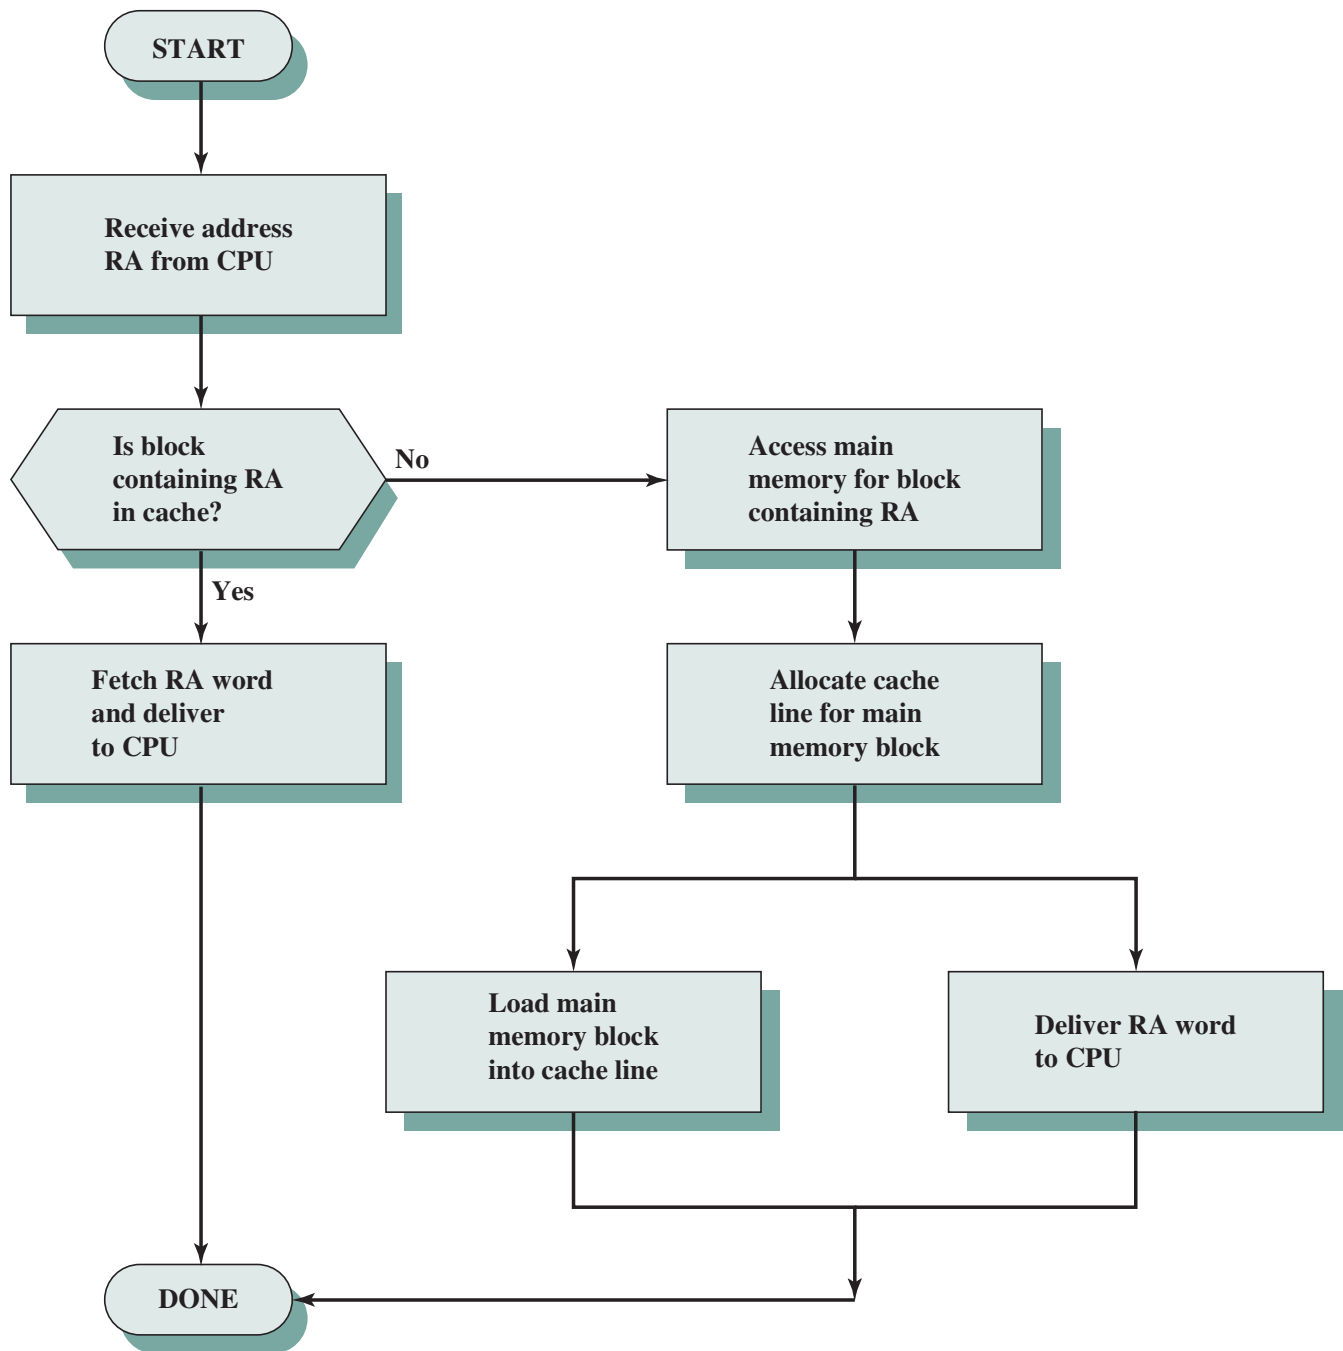 START
Receive address
RA from CPU
Is block
containing RA
in cache?
No
Access main
memory for block
containing RA
Yes
Fetch RA word
and deliver
to CPU
Allocate cache
line for main
memory block
Load main
memory block
into cache line
Deliver RA word
to CPU
DONE